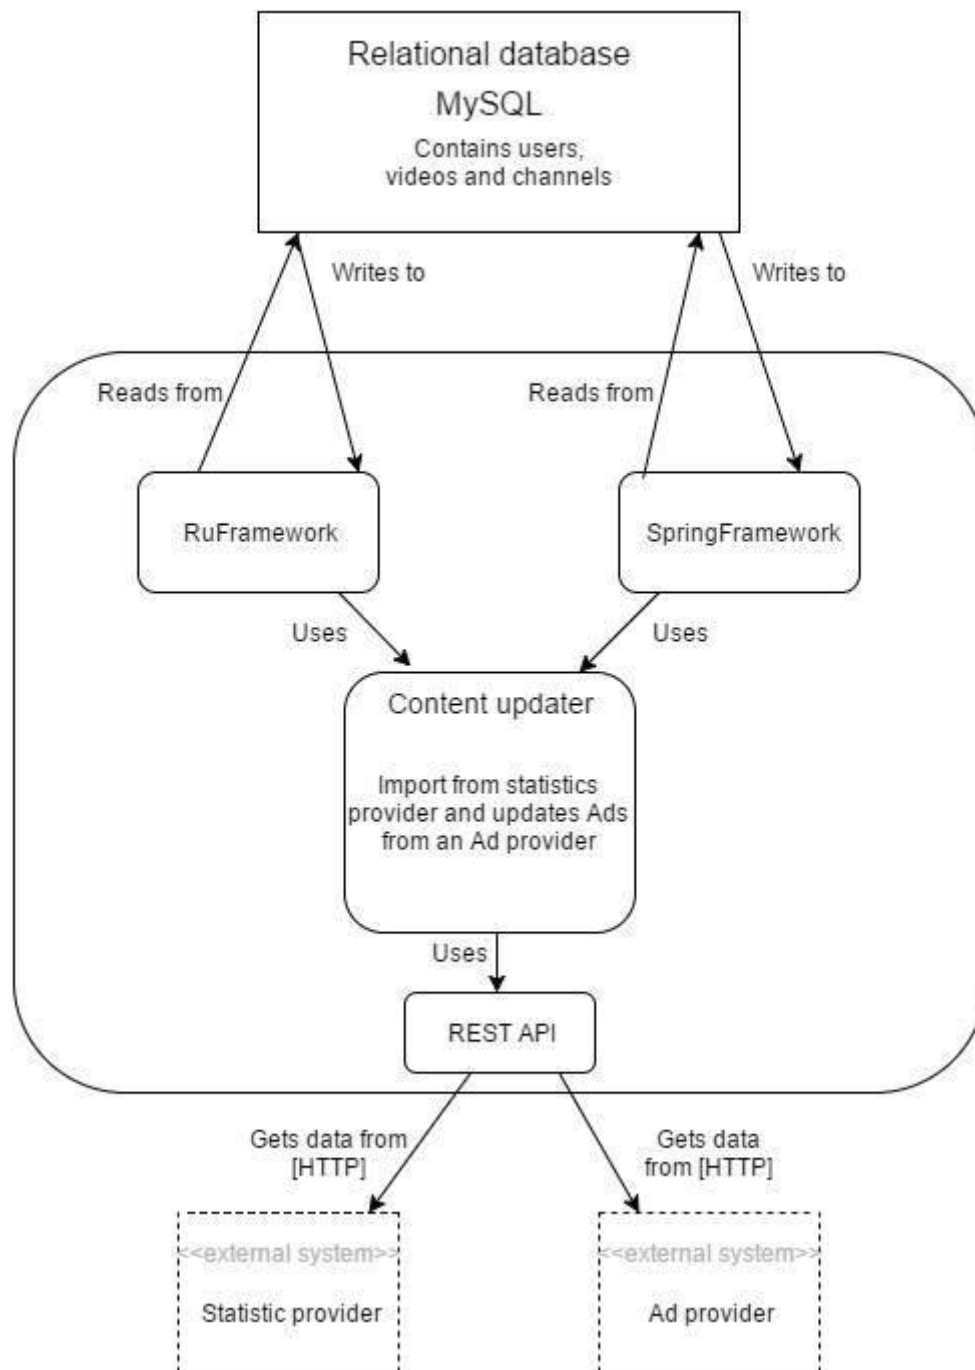 Relational database
MySQL
Contains users,
videos and channels
Writes to
Writes to
Reads from
Reads from
RuFramework
SpringFramework
Uses
Uses
Content updater
Import from statistics
provider and updates Ads
from an Ad provider
Uses
REST API
Gets data from
[HTTP]
Gets data
from [HTTP]
<<external system>>
Statistic provider
<<external system>>
Ad provider